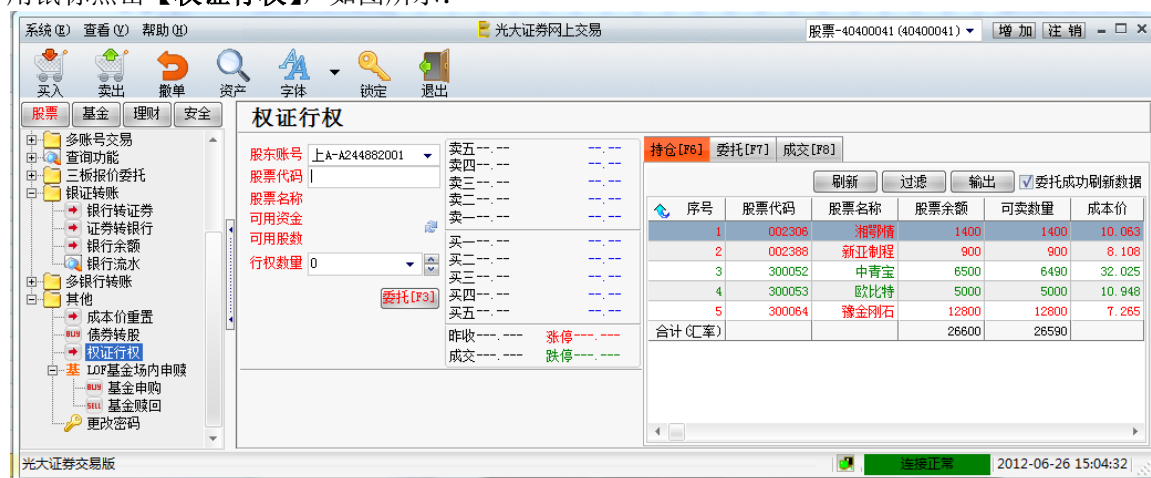 用鼠标点击【权证行权】,如图所示:
系统(E) 查看(V) 帮助(H) 光大证券网上交易 股票-40400041(40400041) 增加 注销
买入 卖出 撤单 资产 字体 锁定 退出
股票 基金 理财 安全
多账号交易
查询功能
三板报价委托
银证转账
银行转证券
证券转银行
银行余额
银行流水
多银行转账
其他
成本价重置
债券转股
权证行权
LOF基金场内申赎
基金申购
基金赎回
更改密码
权证行权
股东账号 上A-A244882001
股票代码
股票名称
可用资金
可用股数
行权数量 0
委托[F3]
卖五--.-- --.--
卖四--.-- --.--
卖三--.-- --.--
卖二--.-- --.--
卖一--.-- --.--
买一--.-- --.--
买二--.-- --.--
买三--.-- --.--
买四--.-- --.--
买五--.-- --.--
昨收---.--- 涨停---.---
成交---.--- 跌停---.---
持仓[F6] 委托[F7] 成交[F8]
刷新 过滤 输出 委托成功刷新数据
序号 股票代码 股票名称 股票余额 可卖数量 成本价
1 002306 湘鄂情 1400 1400 10.063
2 002388 新亚制程 900 900 8.108
3 300052 中青宝 6500 6490 32.025
4 300053 欧比特 5000 5000 10.948
5 300064 豫金刚石 12800 12800 7.265
合计(汇率) 26600 26590
光大证券交易版 连接正常 2012-06-26 15:04:32